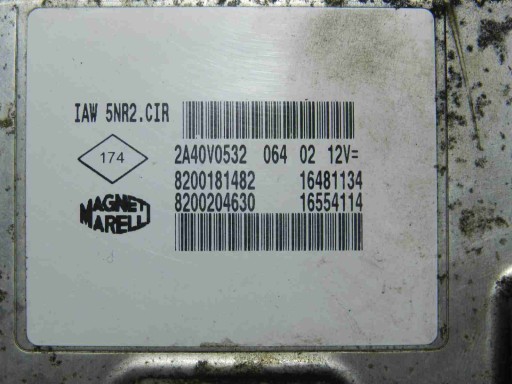 IAW 5NR2.CIR
174
2A40V0532 064 02 12V=
8200181482 16481134
8200204630 16554114
MAGNETI
MARELLI